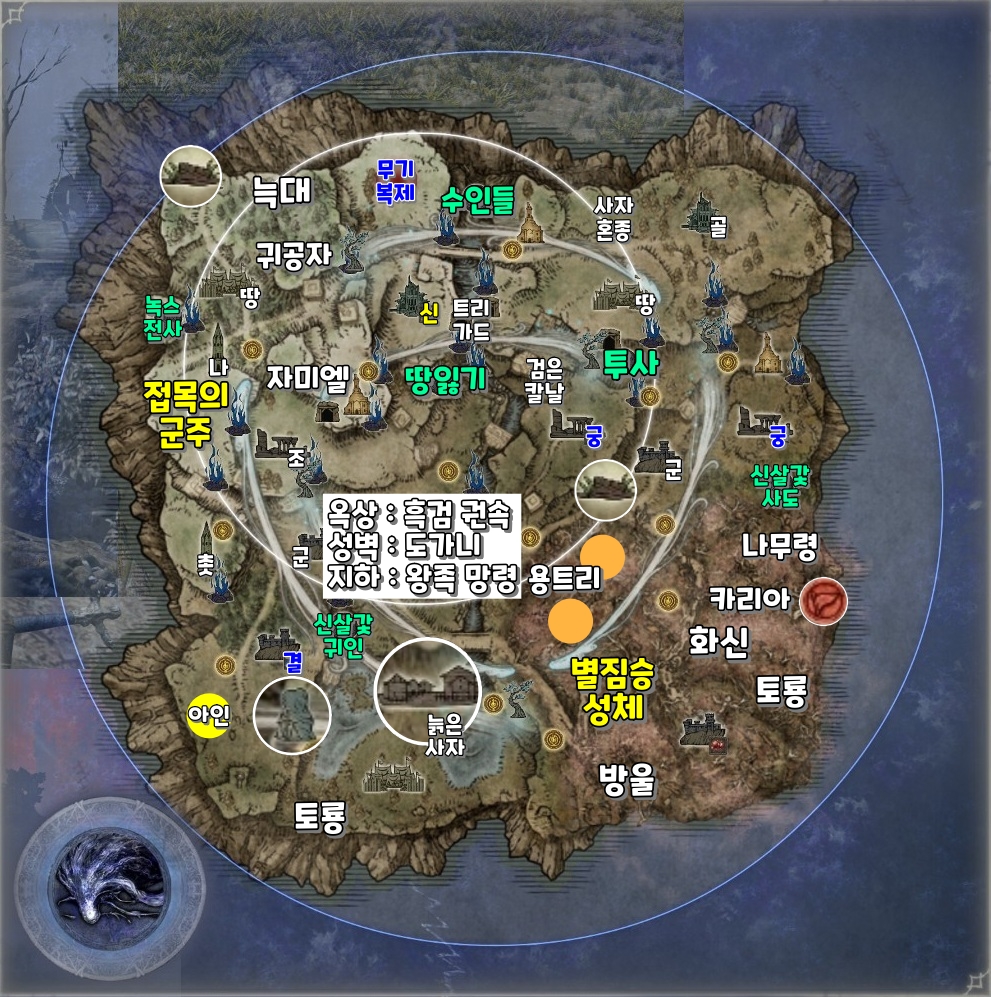 무기
복제
늑대
수인들
사자
혼종
골
귀공자
녹스
전사
땅
신
트리
가드
땅
나
자미엘
땅잃기
검은
칼날
투사
접목의
군주
조
궁
궁
군
신살갗
사도
옥상 : 흑검 권속
성벽 : 도가니
지하 : 왕족 망령
용트리
군
촛
나무령
카리아
신살갗
귀인
화신
결
별짐승
성체
토룡
아인
늙은
사자
방울
토룡